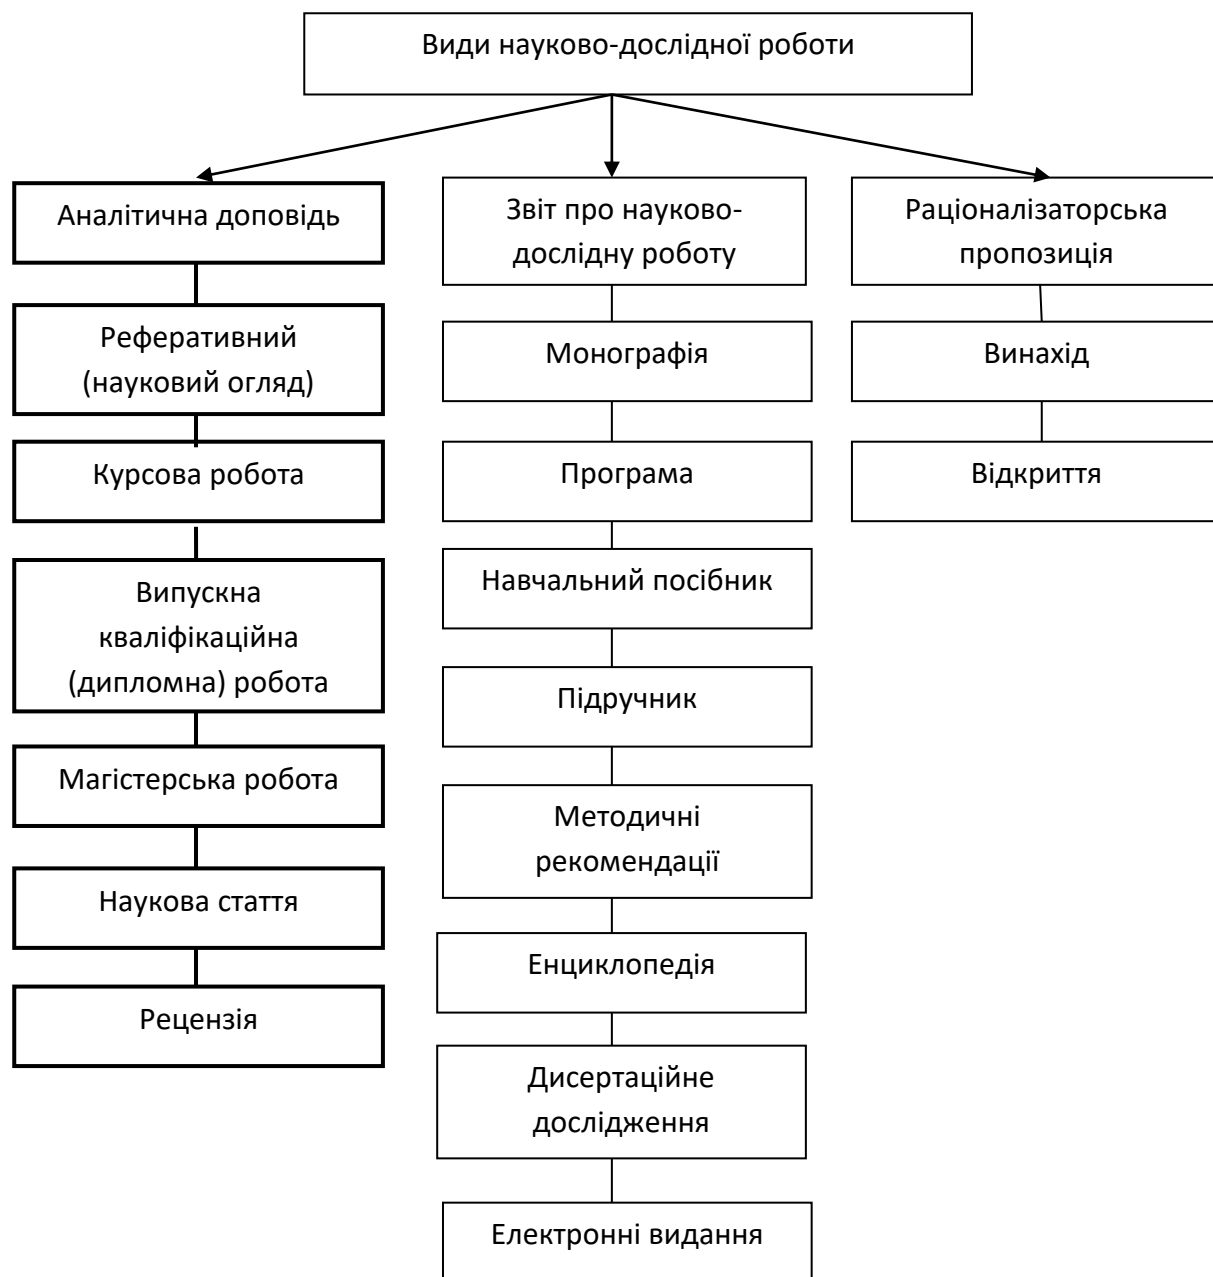 Види науково-дослідної роботи
Аналітична доповідь
Реферативний
(науковий огляд)
Курсова робота
Випускна
кваліфікаційна
(дипломна) робота
Магістерська робота
Наукова стаття
Рецензія
Звіт про науково-
дослідну роботу
Монографія
Програма
Навчальний посібник
Підручник
Методичні
рекомендації
Енциклопедія
Дисертаційне
дослідження
Електронні видання
Раціоналізаторська
пропозиція
Винахід
Відкриття